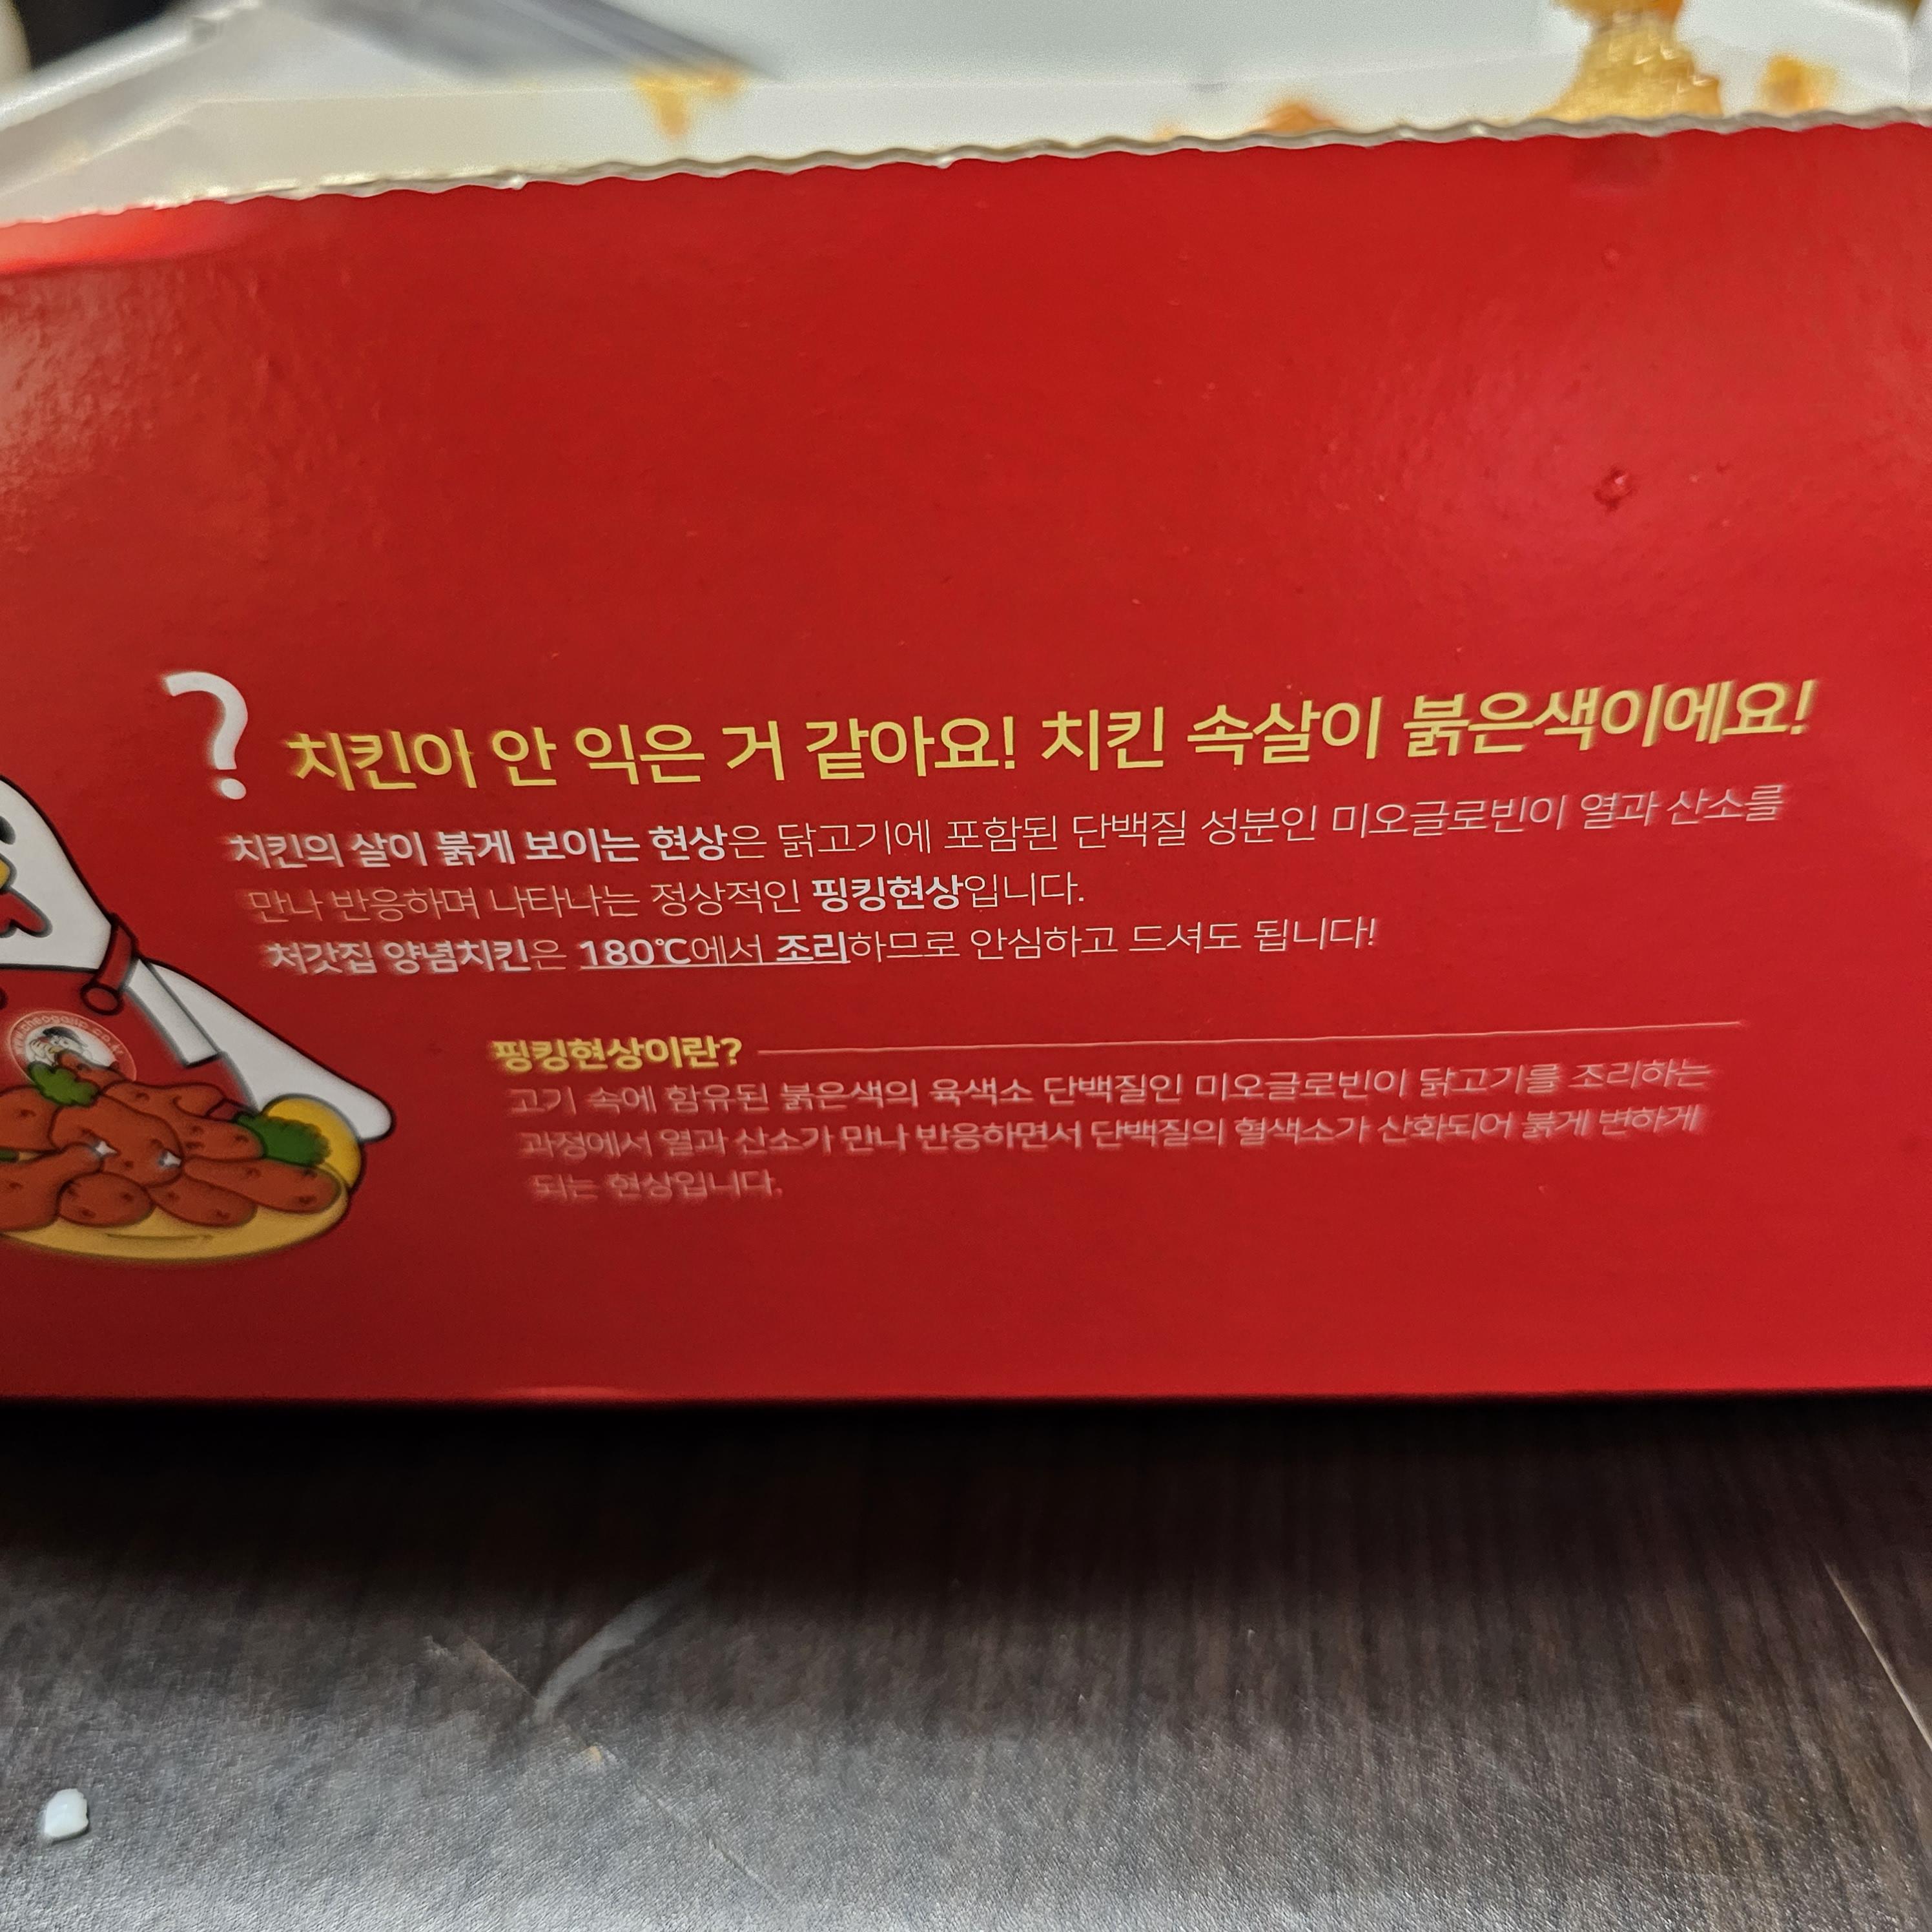 ?
치킨이 안 익은 거 같아요! 치킨 속살이 붉은색이에요!
치킨의 살이 붉게 보이는 현상은 닭고기에 포함된 단백질 성분인 미오글로빈이 열과 산소를
만나 반응하며 나타나는 정상적인 핑킹현상입니다.
처갓집 양념치킨은 180℃에서 조리하므로 안심하고 드셔도 됩니다!
핑킹현상이란?
고기 속에 함유된 붉은색의 육색소 단백질인 미오글로빈이 닭고기를 조리하는
과정에서 열과 산소가 만나 반응하면서 단백질의 혈색소가 산화되어 붉게 변하게
되는 현상입니다.